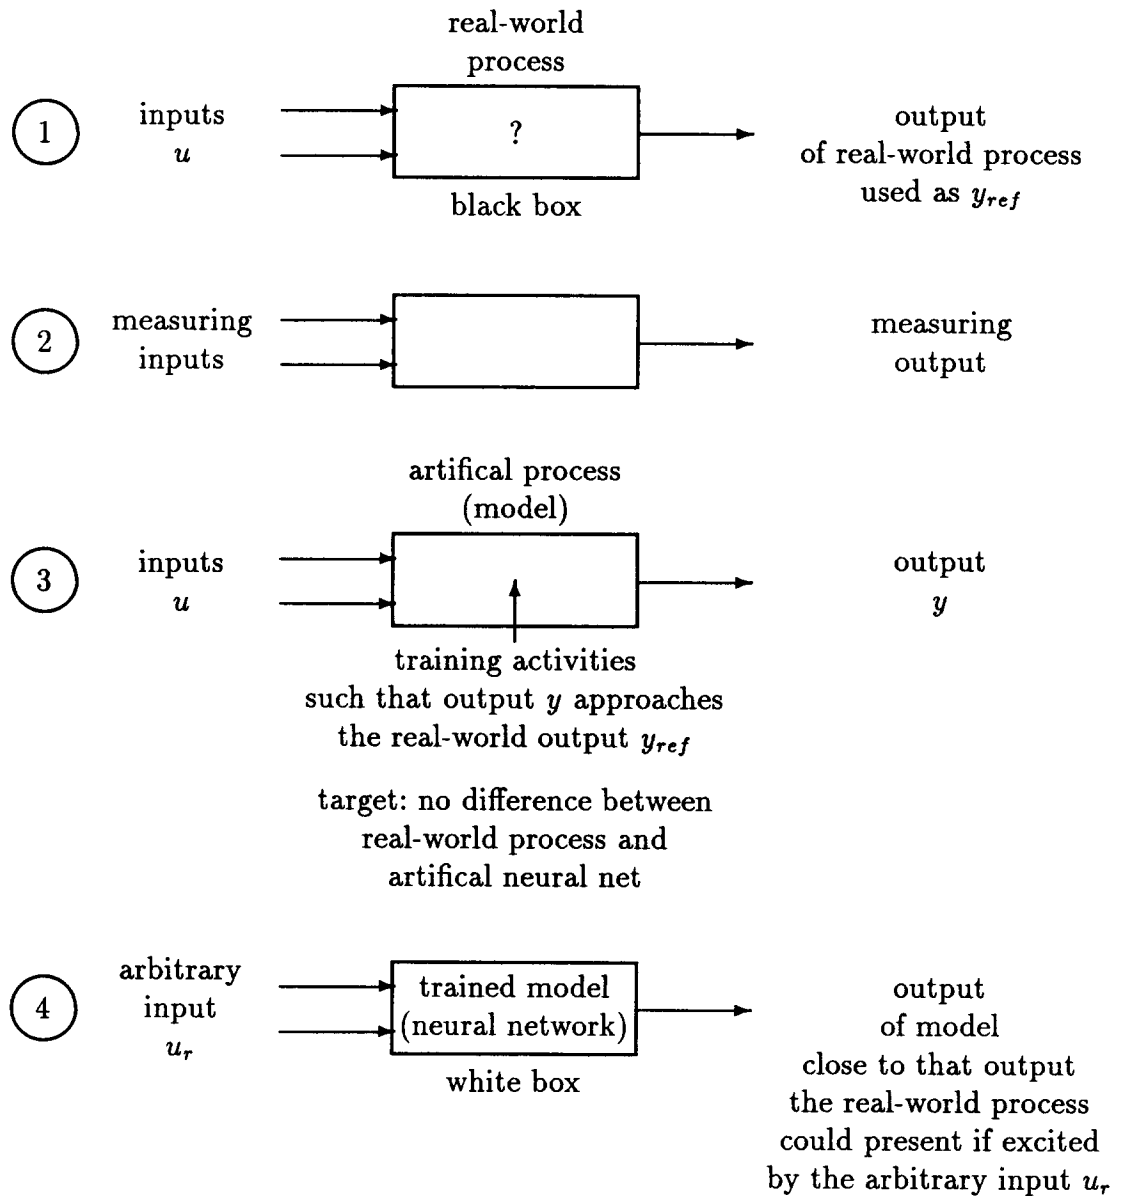 real-world
process
1
inputs
u
?
black box
output
of real-world process
used as y_ref
2
measuring
inputs
measuring
output
artifical process
(model)
3
inputs
u
output
y
training activities
such that output y approaches
the real-world output y_ref
target: no difference between
real-world process and
artifical neural net
4
arbitrary
input
u_r
trained model
(neural network)
white box
output
of model
close to that output
the real-world process
could present if excited
by the arbitrary input u_r